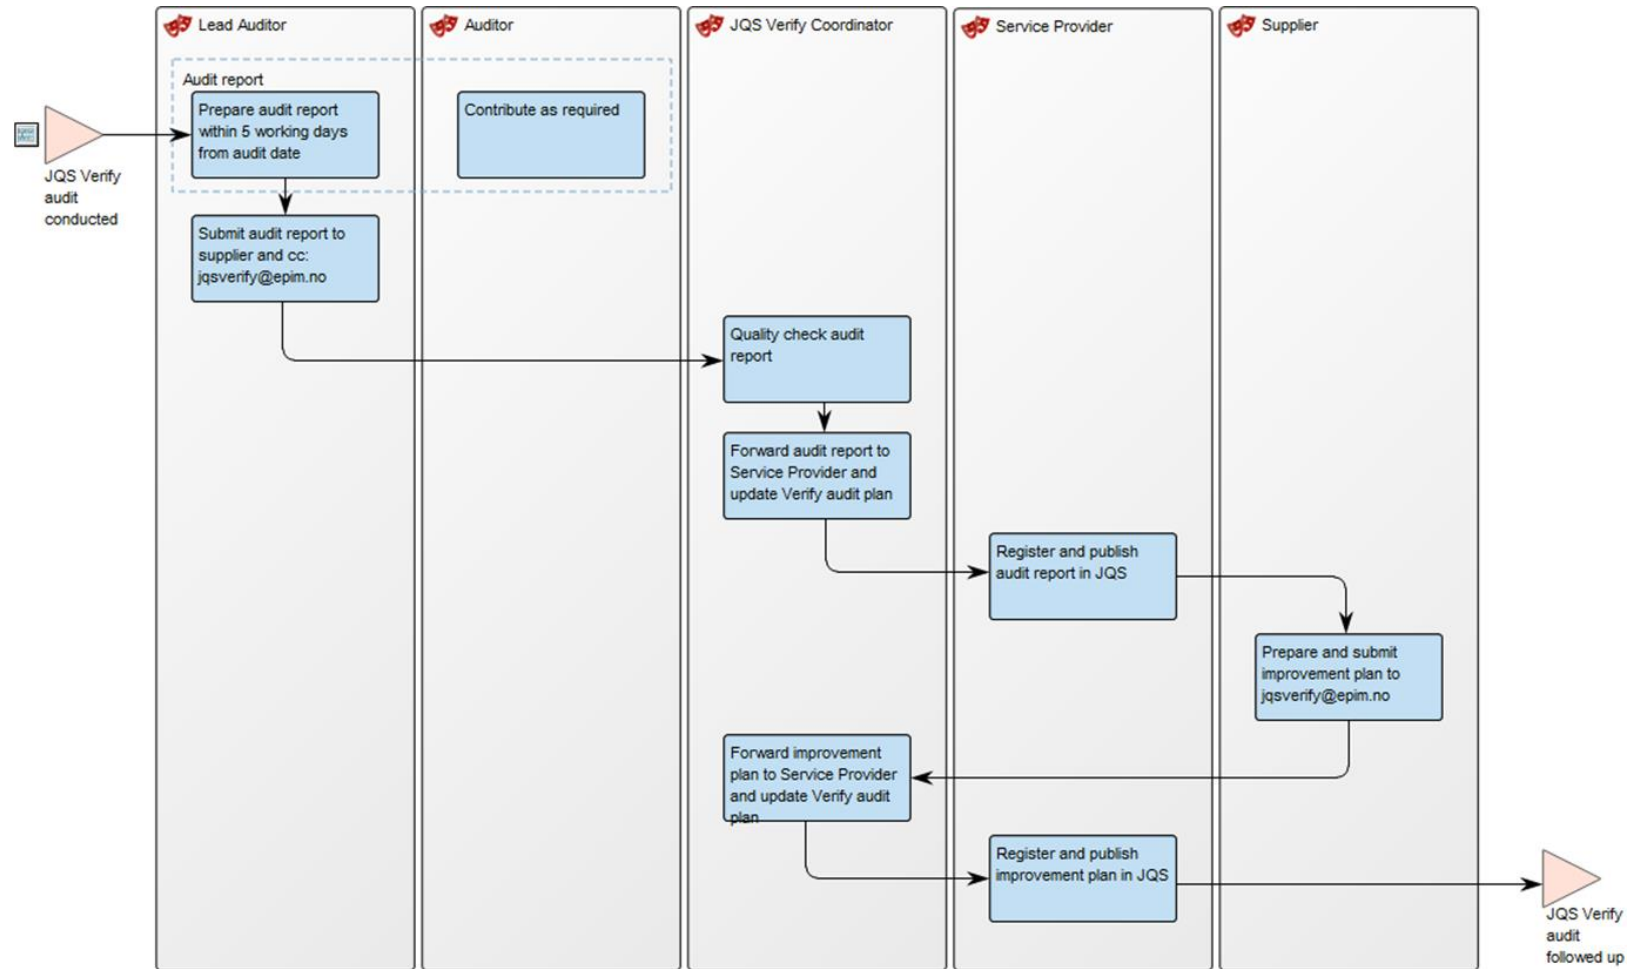 Lead Auditor
Auditor
JQS Verify Coordinator
Service Provider
Supplier
Audit report
Prepare audit report
within 5 working days
from audit date
Contribute as required
JQS Verify
audit
conducted
Submit audit report to
supplier and cc:
jqsverify@epim.no
Quality check audit
report
Forward audit report to
Service Provider and
update Verify audit plan
Register and publish
audit report in JQS
Prepare and submit
improvement plan to
jqsverify@epim.no
Forward improvement
plan to Service Provider
and update Verify audit
plan
Register and publish
improvement plan in JQS
JQS Verify
audit
followed up